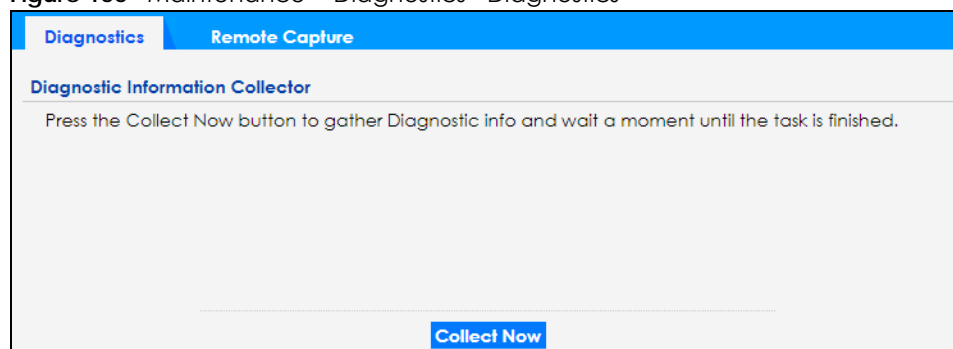 Diagnostics Remote Capture
Diagnostic Information Collector
Press the Collect Now button to gather Diagnostic info and wait a moment until the task is finished.
Collect Now